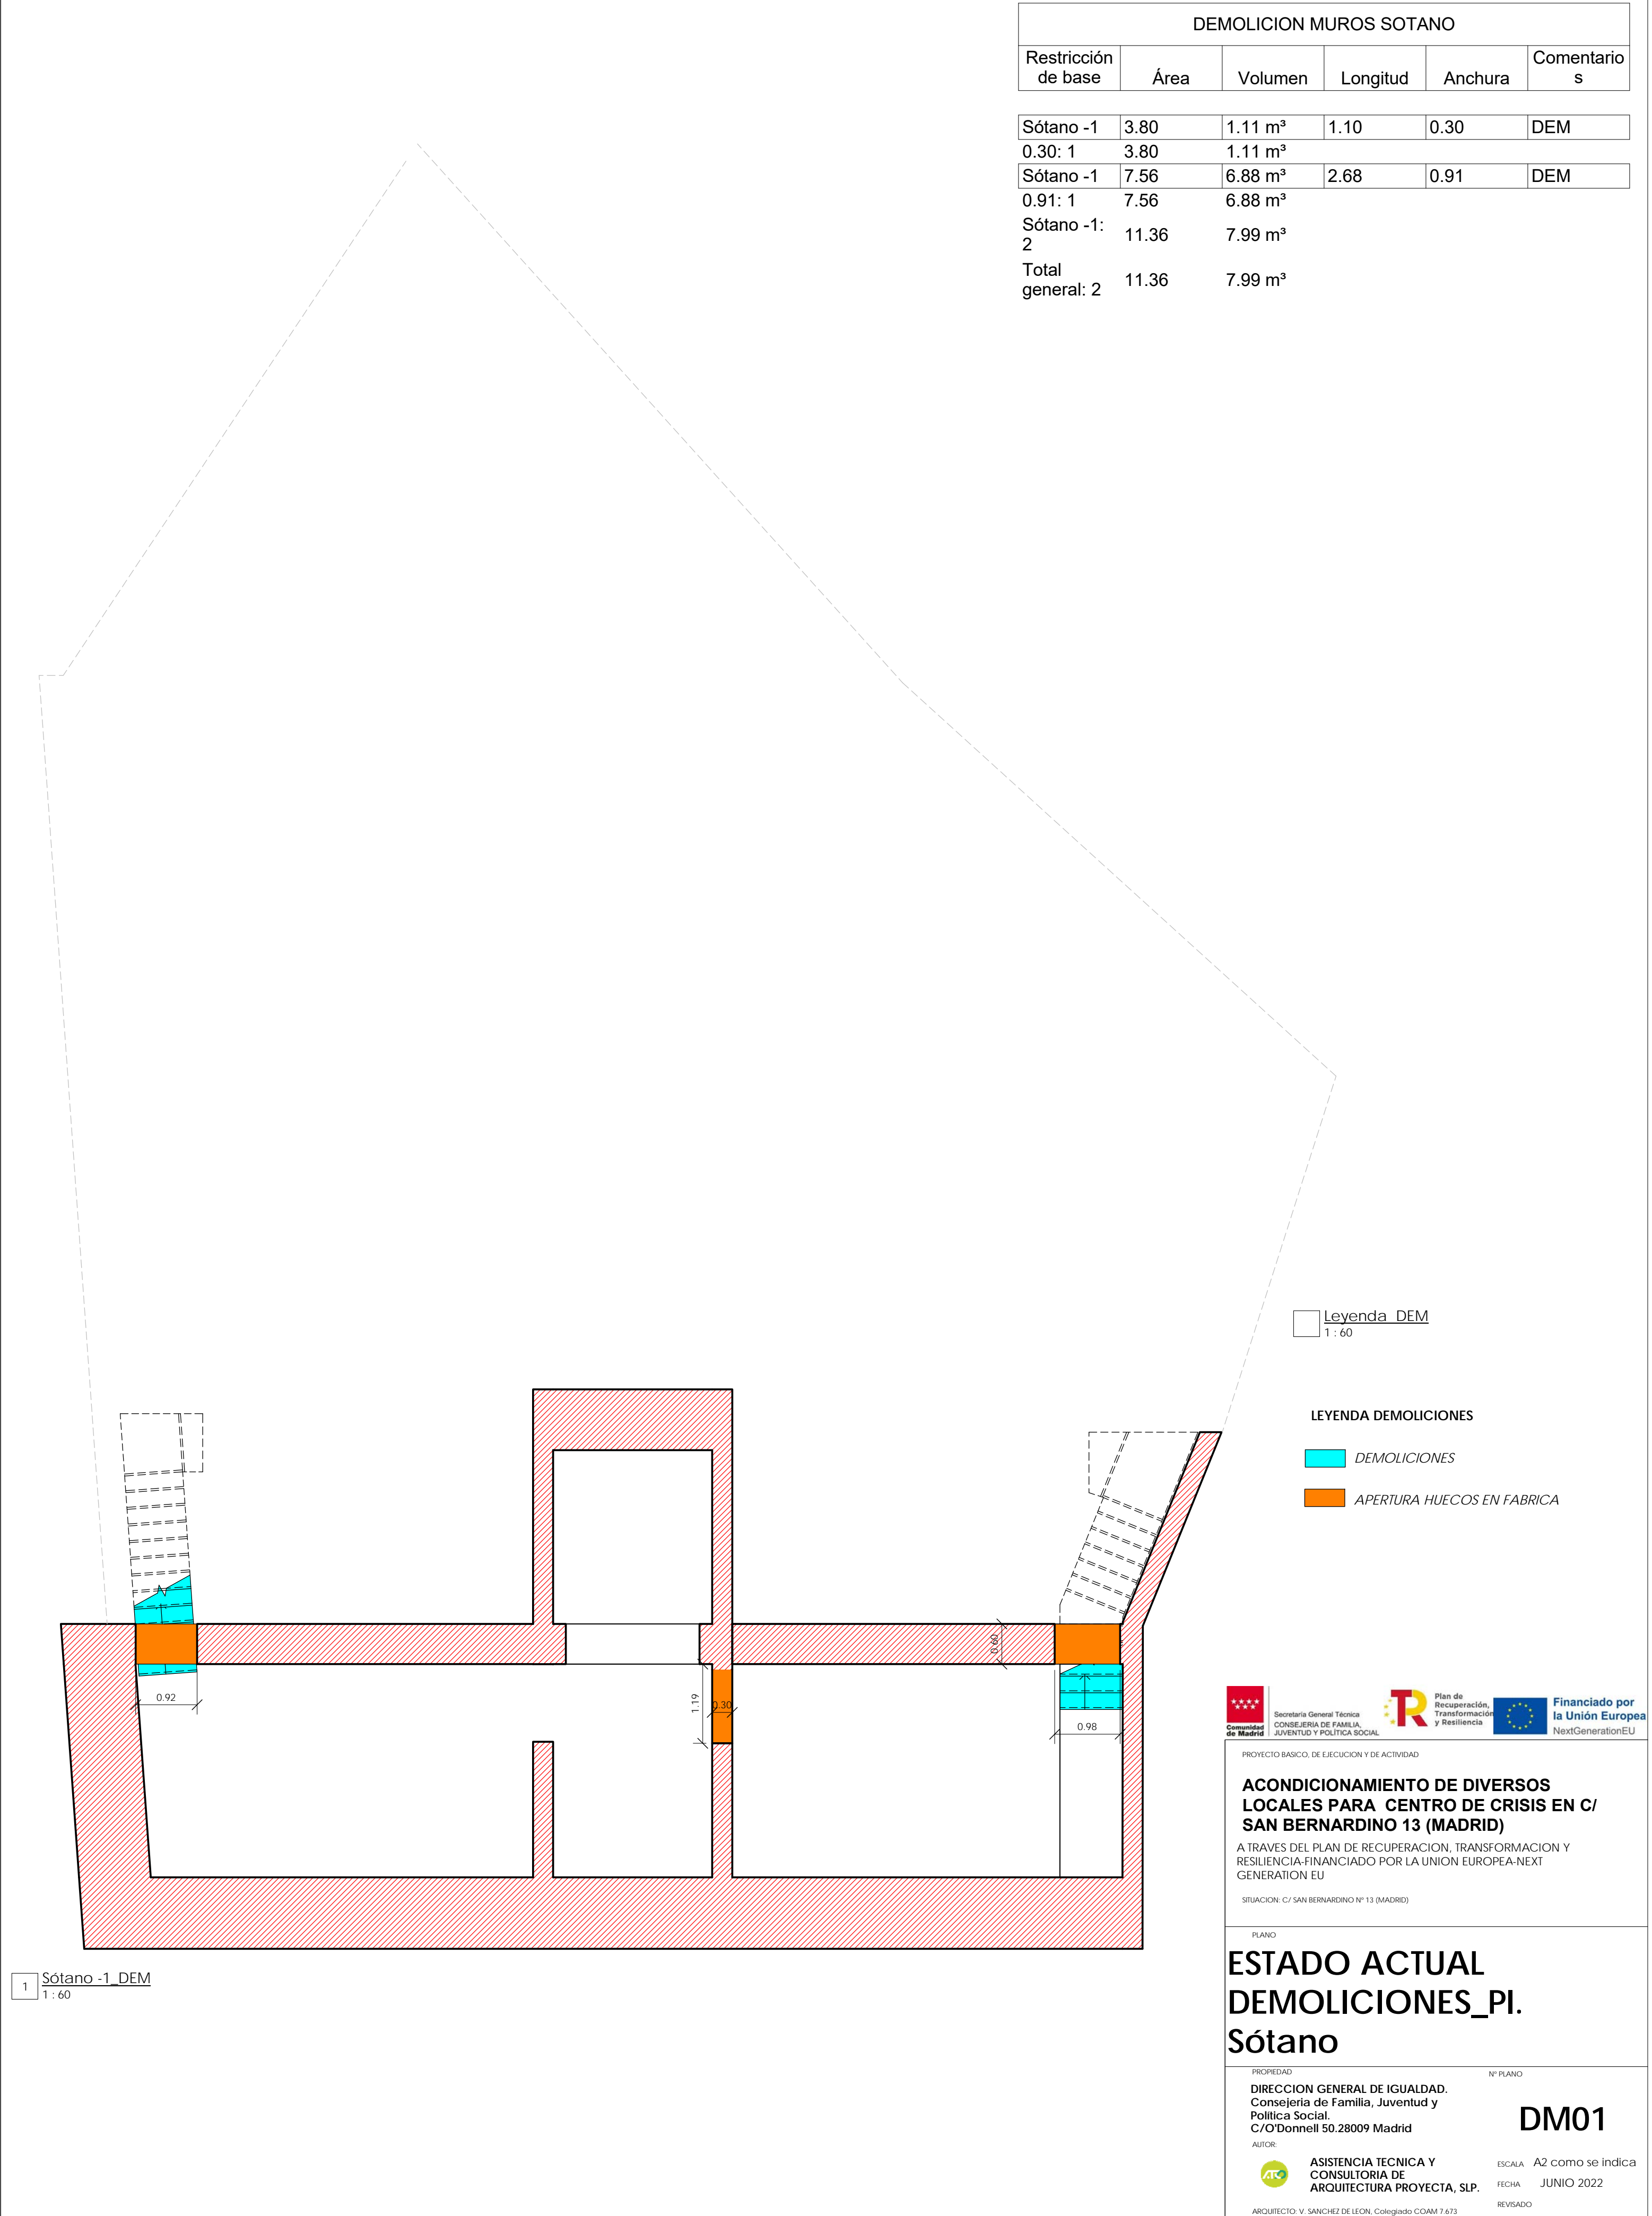 DEMOLICION MUROS SOTANO
Restricción de base Área Volumen Longitud Anchura Comentarios
Sótano -1 3.80 1.11 m³ 1.10 0.30 DEM
0.30: 1 3.80 1.11 m³
Sótano -1 7.56 6.88 m³ 2.68 0.91 DEM
0.91: 1 7.56 6.88 m³
Sótano -1: 2 11.36 7.99 m³
Total general: 2 11.36 7.99 m³
Leyenda DEM
1 : 60
LEYENDA DEMOLICIONES
DEMOLICIONES
APERTURA HUECOS EN FABRICA
0.60
0.92
1.19
0.30
0.98
1
Sótano -1_DEM
1 : 60
Comunidad de Madrid
Secretaría General Técnica
CONSEJERÍA DE FAMILIA,
JUVENTUD Y POLÍTICA SOCIAL
Plan de
Recuperación,
Transformación
y Resiliencia
Financiado por
la Unión Europea
NextGenerationEU
PROYECTO BASICO, DE EJECUCION Y DE ACTIVIDAD
ACONDICIONAMIENTO DE DIVERSOS
LOCALES PARA CENTRO DE CRISIS EN C/
SAN BERNARDINO 13 (MADRID)
A TRAVES DEL PLAN DE RECUPERACION, TRANSFORMACION Y
RESILIENCIA-FINANCIADO POR LA UNION EUROPEA-NEXT
GENERATION EU
SITUACION: C/ SAN BERNARDINO Nº 13 (MADRID)
PLANO
ESTADO ACTUAL
DEMOLICIONES_Pl.
Sótano
PROPIEDAD
DIRECCION GENERAL DE IGUALDAD.
Consejeria de Familia, Juventud y
Política Social.
C/O'Donnell 50.28009 Madrid
Nº PLANO
DM01
AUTOR:
ATC
ASISTENCIA TECNICA Y
CONSULTORIA DE
ARQUITECTURA PROYECTA, SLP.
ESCALA A2 como se indica
FECHA JUNIO 2022
REVISADO
ARQUITECTO: V. SANCHEZ DE LEON, Colegiado COAM 7.673